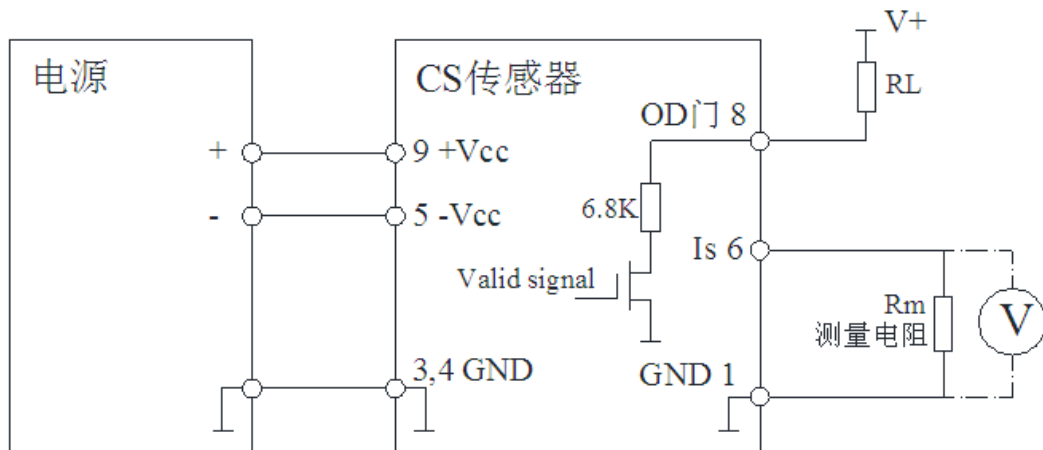 电源
+
-
CS传感器
9 +Vcc
5 -Vcc
3,4 GND
OD门 8
6.8K
Valid signal
Is 6
GND 1
V+
RL
Rm
测量电阻
V